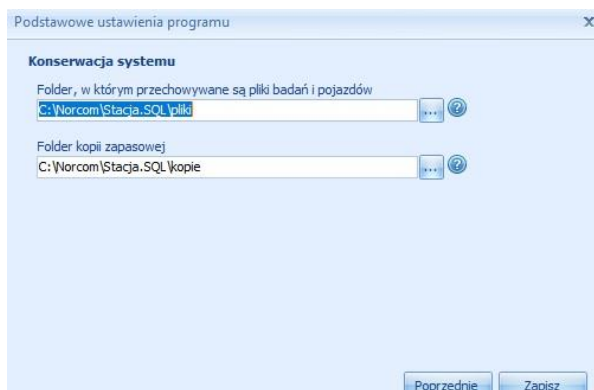 Podstawowe ustawienia programu
Konserwacja systemu
Folder, w którym przechowywane są pliki badań i pojazdów
C:\Norcom\Stacja.SQL\pliki
...
Folder kopii zapasowej
C:\Norcom\Stacja.SQL\kopie
...
Poprzednie
Zapisz